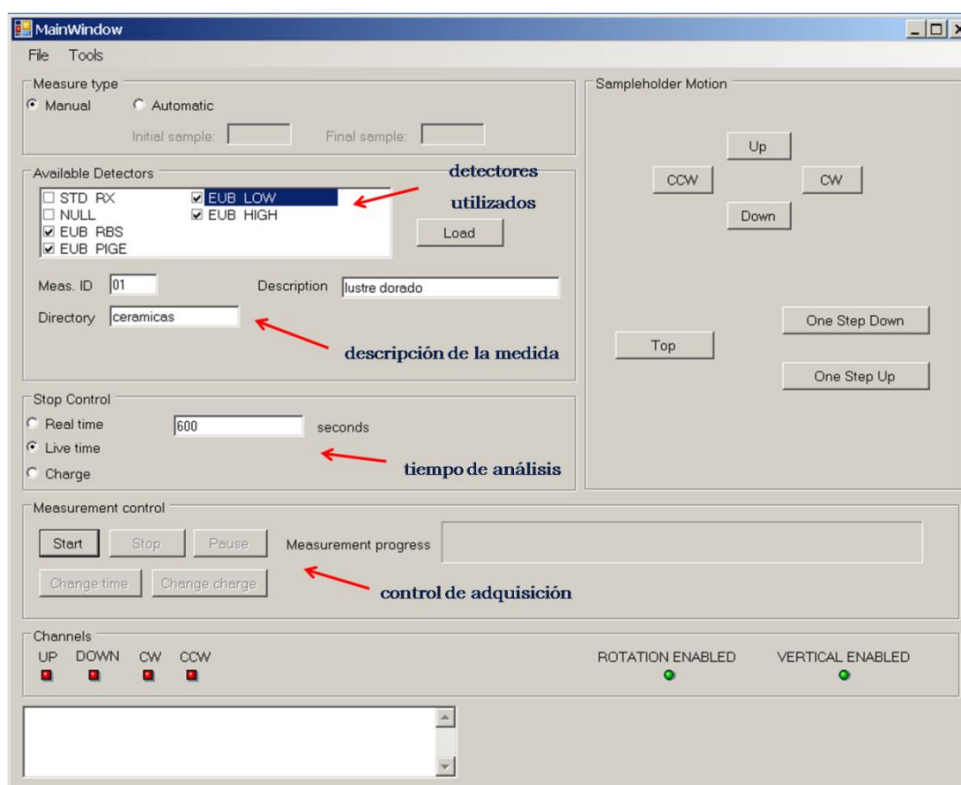 MainWindow
File Tools
Measure type
Manual Automatic
Initial sample: Final sample:
Available Detectors
STD RX EUB LOW
NULL EUB HIGH
EUB RBS
EUB PIGE
detectores
utilizados
Load
Meas. ID 01 Description lustre dorado
Directory ceramicas
descripción de la medida
Stop Control
Real time 600 seconds
Live time
Charge
tiempo de análisis
Sampleholder Motion
Up
CCW CW
Down
Top
One Step Down
One Step Up
Measurement control
Start Stop Pause Measurement progress
Change time Change charge
control de adquisición
Channels
UP DOWN CW CCW ROTATION ENABLED VERTICAL ENABLED